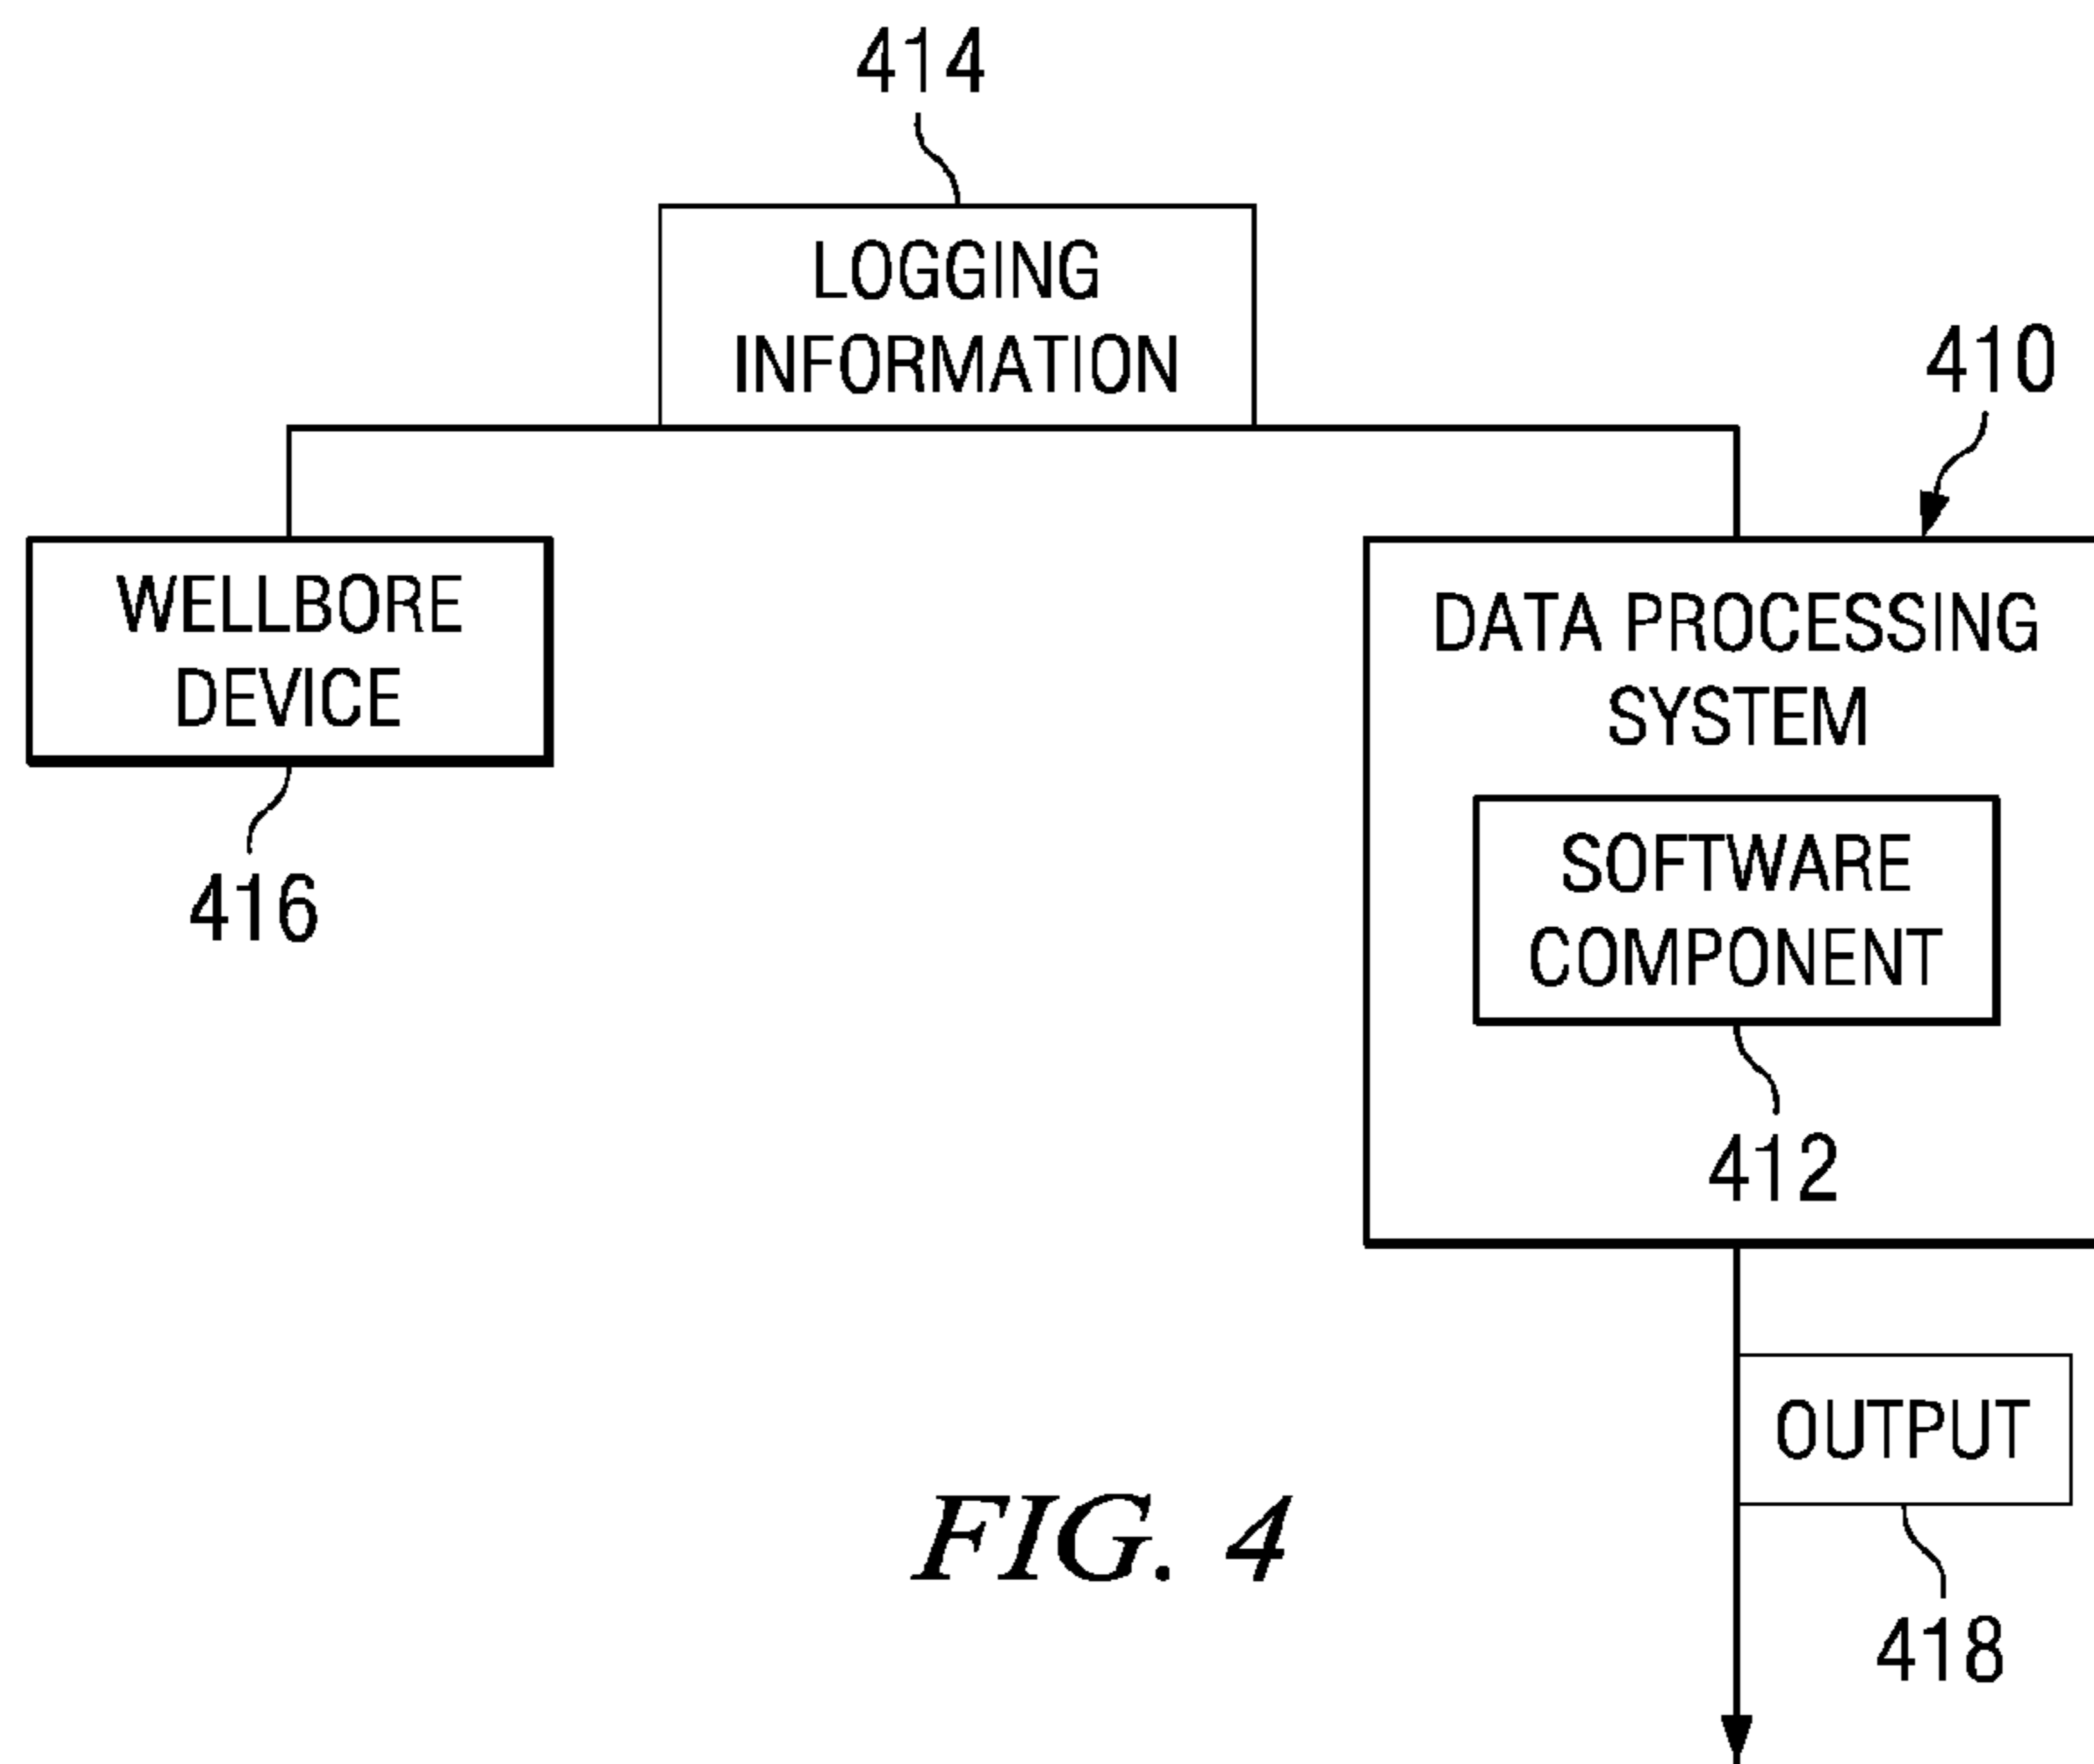 414
LOGGING
INFORMATION
410
WELLBORE
DEVICE
416
DATA PROCESSING
SYSTEM
SOFTWARE
COMPONENT
412
OUTPUT
418
FIG. 4